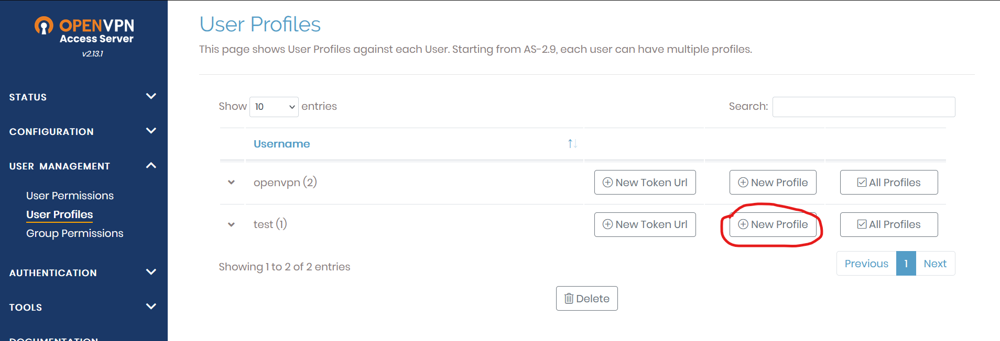 OPENVPN
Access Server
v2.13.1
STATUS
CONFIGURATION
USER MANAGEMENT
User Permissions
User Profiles
Group Permissions
AUTHENTICATION
TOOLS
DOCUMENTATION
User Profiles
This page shows User Profiles against each User. Starting from AS-2.9, each user can have multiple profiles.
Show 10 entries Search:
Username
openvpn (2) New Token Url New Profile All Profiles
test (1) New Token Url New Profile All Profiles
Showing 1 to 2 of 2 entries Previous 1 Next
Delete